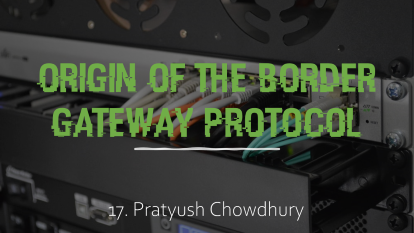 ORIGIN OF THE BORDER
GATEWAY PROTOCOL
17. Pratyush Chowdhury